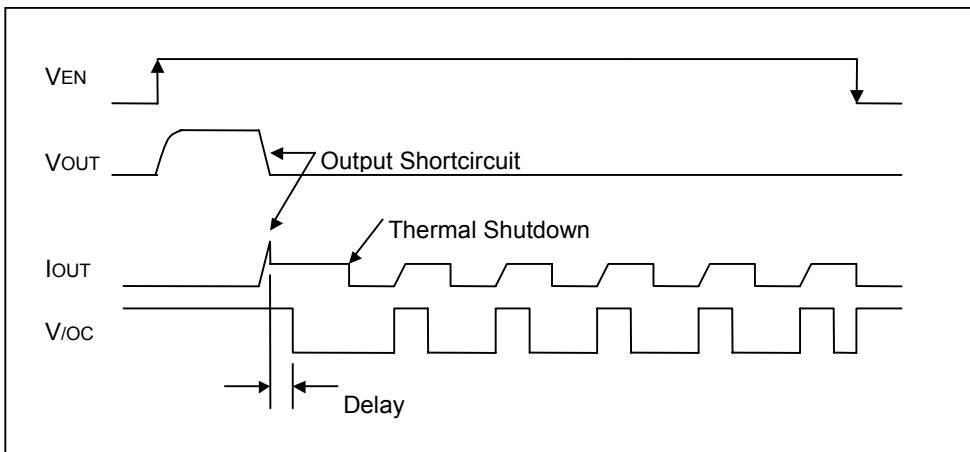 VEN
VOUT
Output Shortcircuit
Thermal Shutdown
IOUT
V/OC
Delay